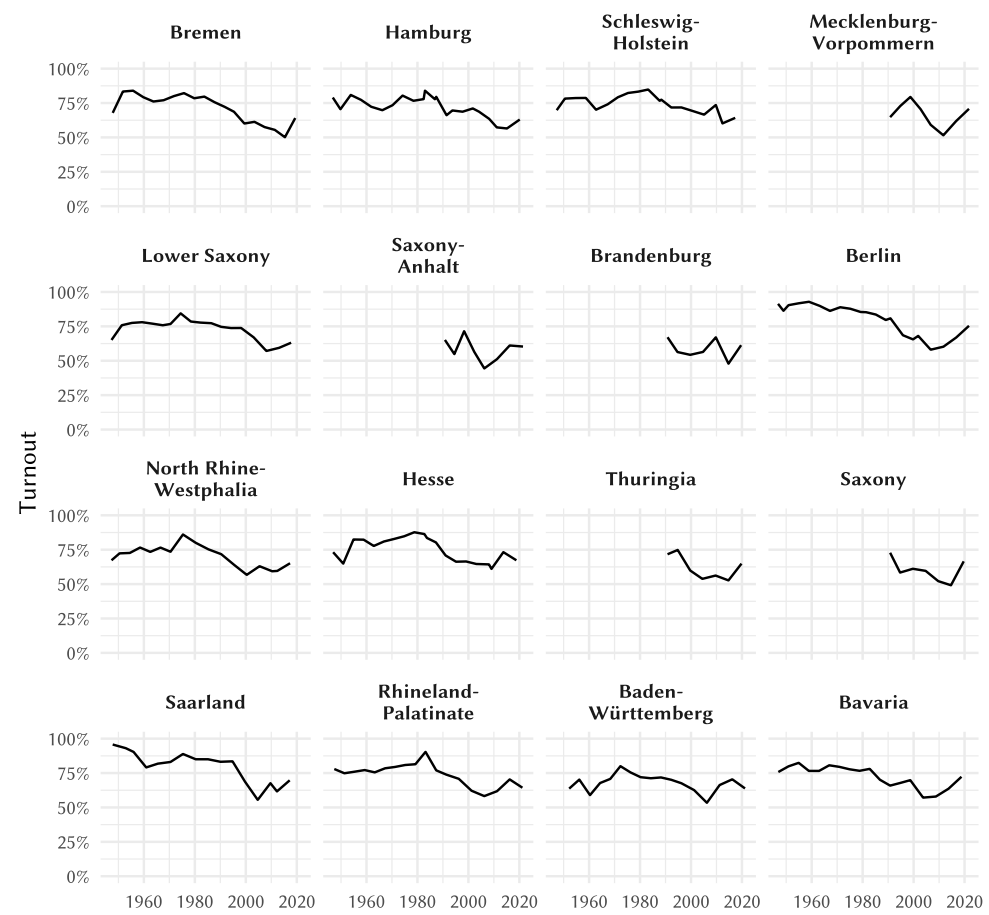 Bremen
Hamburg
Schleswig-
Holstein
Mecklenburg-
Vorpommern
100%
75%
50%
25%
0%
Lower Saxony
Saxony-
Anhalt
Brandenburg
Berlin
100%
75%
50%
25%
0%
Turnout
North Rhine-
Westphalia
Hesse
Thuringia
Saxony
100%
75%
50%
25%
0%
Saarland
Rhineland-
Palatinate
Baden-
Württemberg
Bavaria
100%
75%
50%
25%
0%
1960 1980 2000 2020 1960 1980 2000 2020 1960 1980 2000 2020 1960 1980 2000 2020